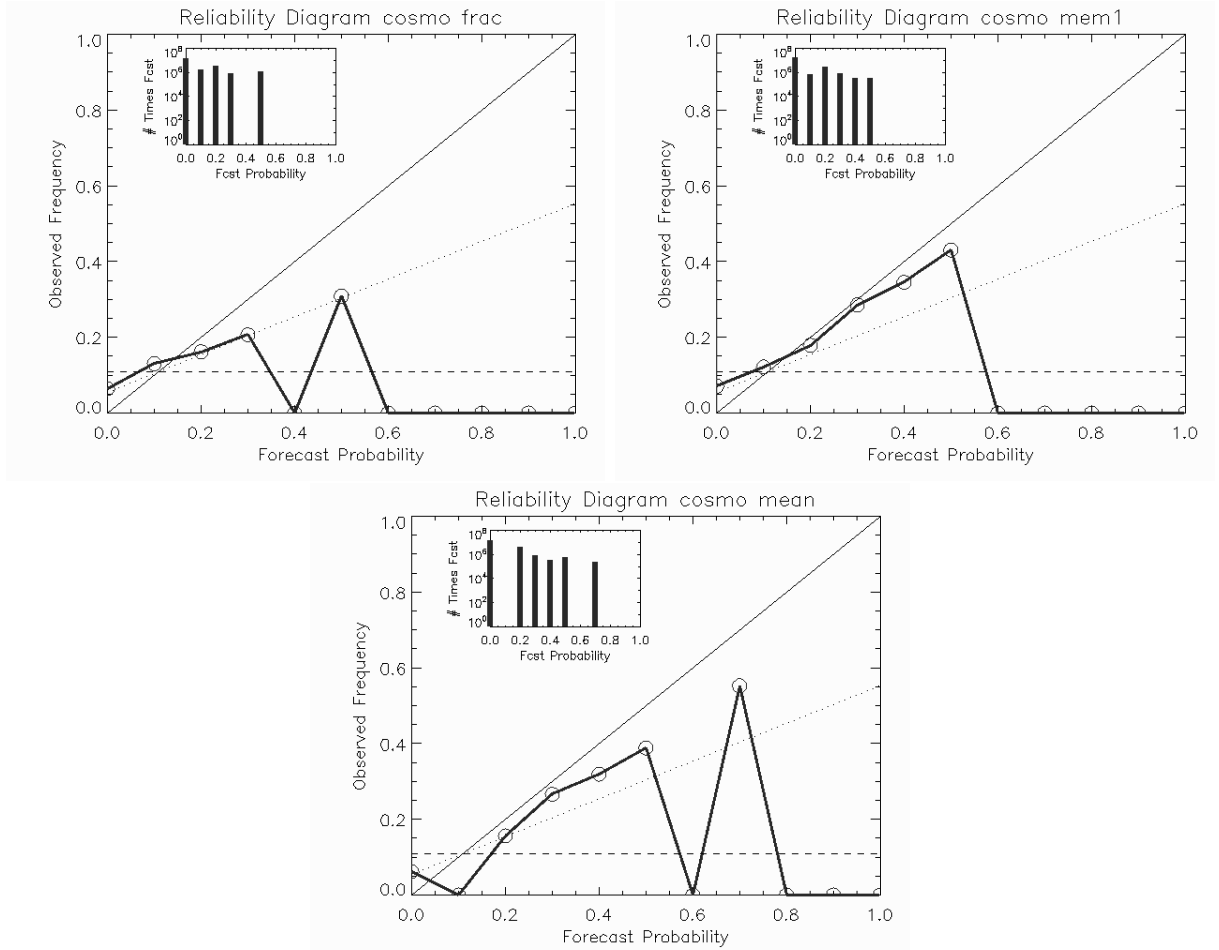 Reliability Diagram cosmo frac
1.0
0.8
0.6
0.4
0.2
0.0
Observed Frequency
10^8
10^6
10^4
10^2
10^0
# Times Fcst
0.0 0.2 0.4 0.6 0.8 1.0
Fcst Probability
0.0 0.2 0.4 0.6 0.8 1.0
Forecast Probability
Reliability Diagram cosmo mem1
1.0
0.8
0.6
0.4
0.2
0.0
Observed Frequency
10^8
10^6
10^4
10^2
10^0
# Times Fcst
0.0 0.2 0.4 0.6 0.8 1.0
Fcst Probability
0.0 0.2 0.4 0.6 0.8 1.0
Forecast Probability
Reliability Diagram cosmo mean
1.0
0.8
0.6
0.4
0.2
0.0
Observed Frequency
10^8
10^6
10^4
10^2
10^0
# Times Fcst
0.0 0.2 0.4 0.6 0.8 1.0
Fcst Probability
0.0 0.2 0.4 0.6 0.8 1.0
Forecast Probability